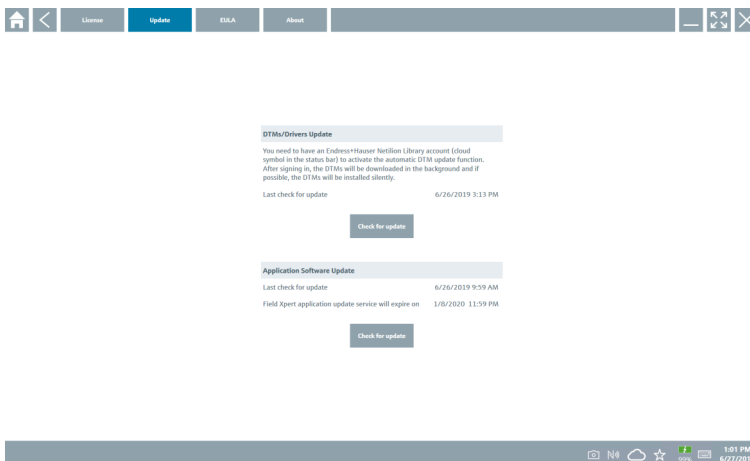 License Update EULA About
DTMs/Drivers Update
You need to have an Endress+Hauser Netilion Library account (cloud
symbol in the status bar) to activate the automatic DTM update function.
After signing in, the DTMs will be downloaded in the background and if
possible, the DTMs will be installed silently.
Last check for update 6/26/2019 3:13 PM
Check for update
Application Software Update
Last check for update 6/26/2019 9:59 AM
Field Xpert application update service will expire on 1/8/2020 11:59 PM
Check for update
1:01 PM
99% 6/27/201